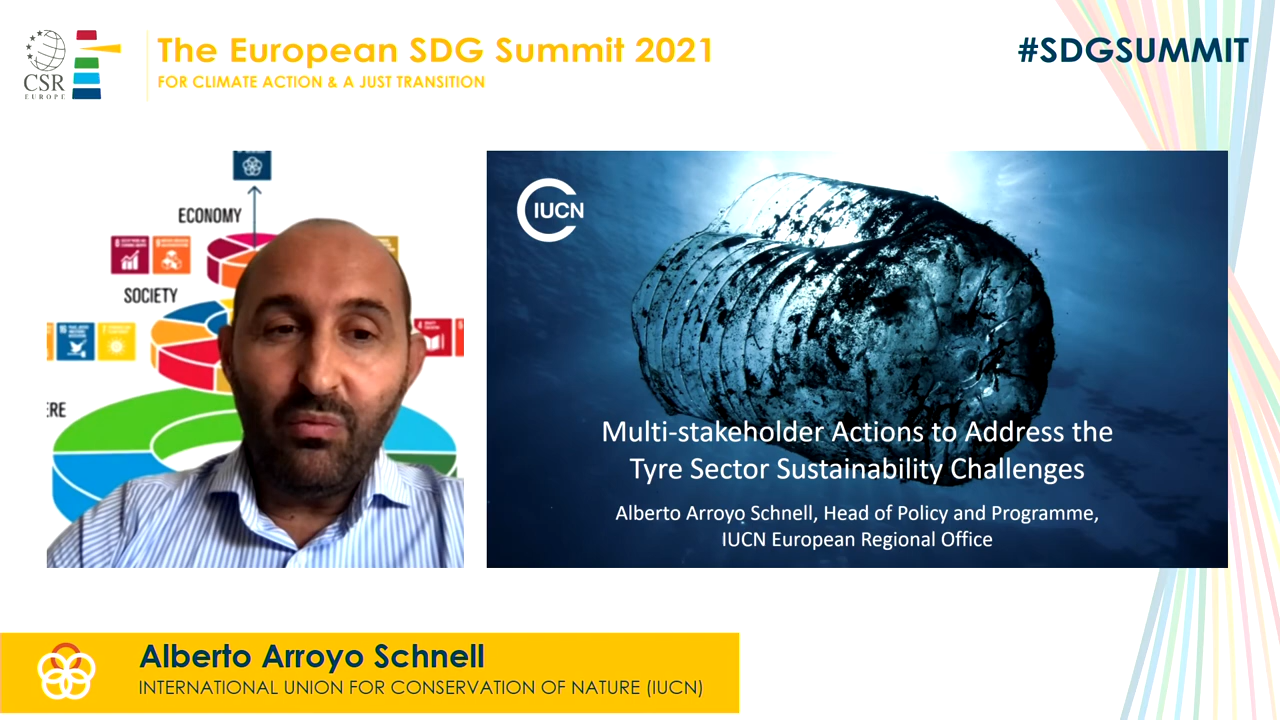 CSR
EUROPE
The European SDG Summit 2021
FOR CLIMATE ACTION & A JUST TRANSITION
#SDGSUMMIT
ECONOMY
SOCIETY
ERE
IUCN
Multi-stakeholder Actions to Address the
Tyre Sector Sustainability Challenges
Alberto Arroyo Schnell, Head of Policy and Programme,
IUCN European Regional Office
Alberto Arroyo Schnell
INTERNATIONAL UNION FOR CONSERVATION OF NATURE (IUCN)